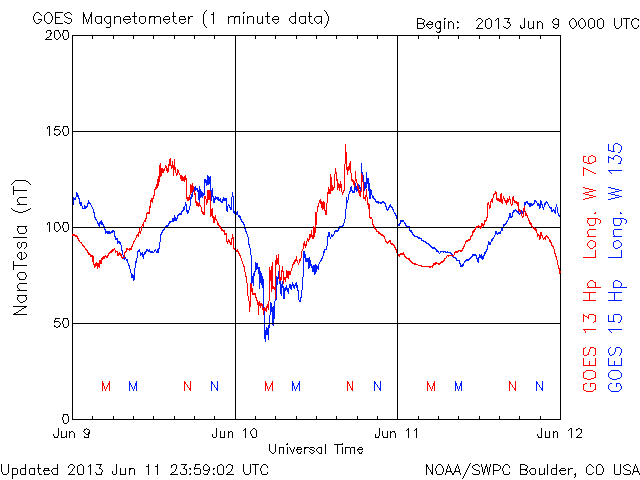 GOES Magnetometer (1 minute data)
Begin: 2013 Jun 9 0000 UTC
200
150
100
50
0
NanoTesla (nT)
M M N N M M N N M M N N
Jun 9 Jun 10 Jun 11 Jun 12
Universal Time
GOES 13 Hp Long. W 76
GOES 15 Hp Long. W 135
Updated 2013 Jun 11 23:59:02 UTC
NOAA/SWPC Boulder, CO USA